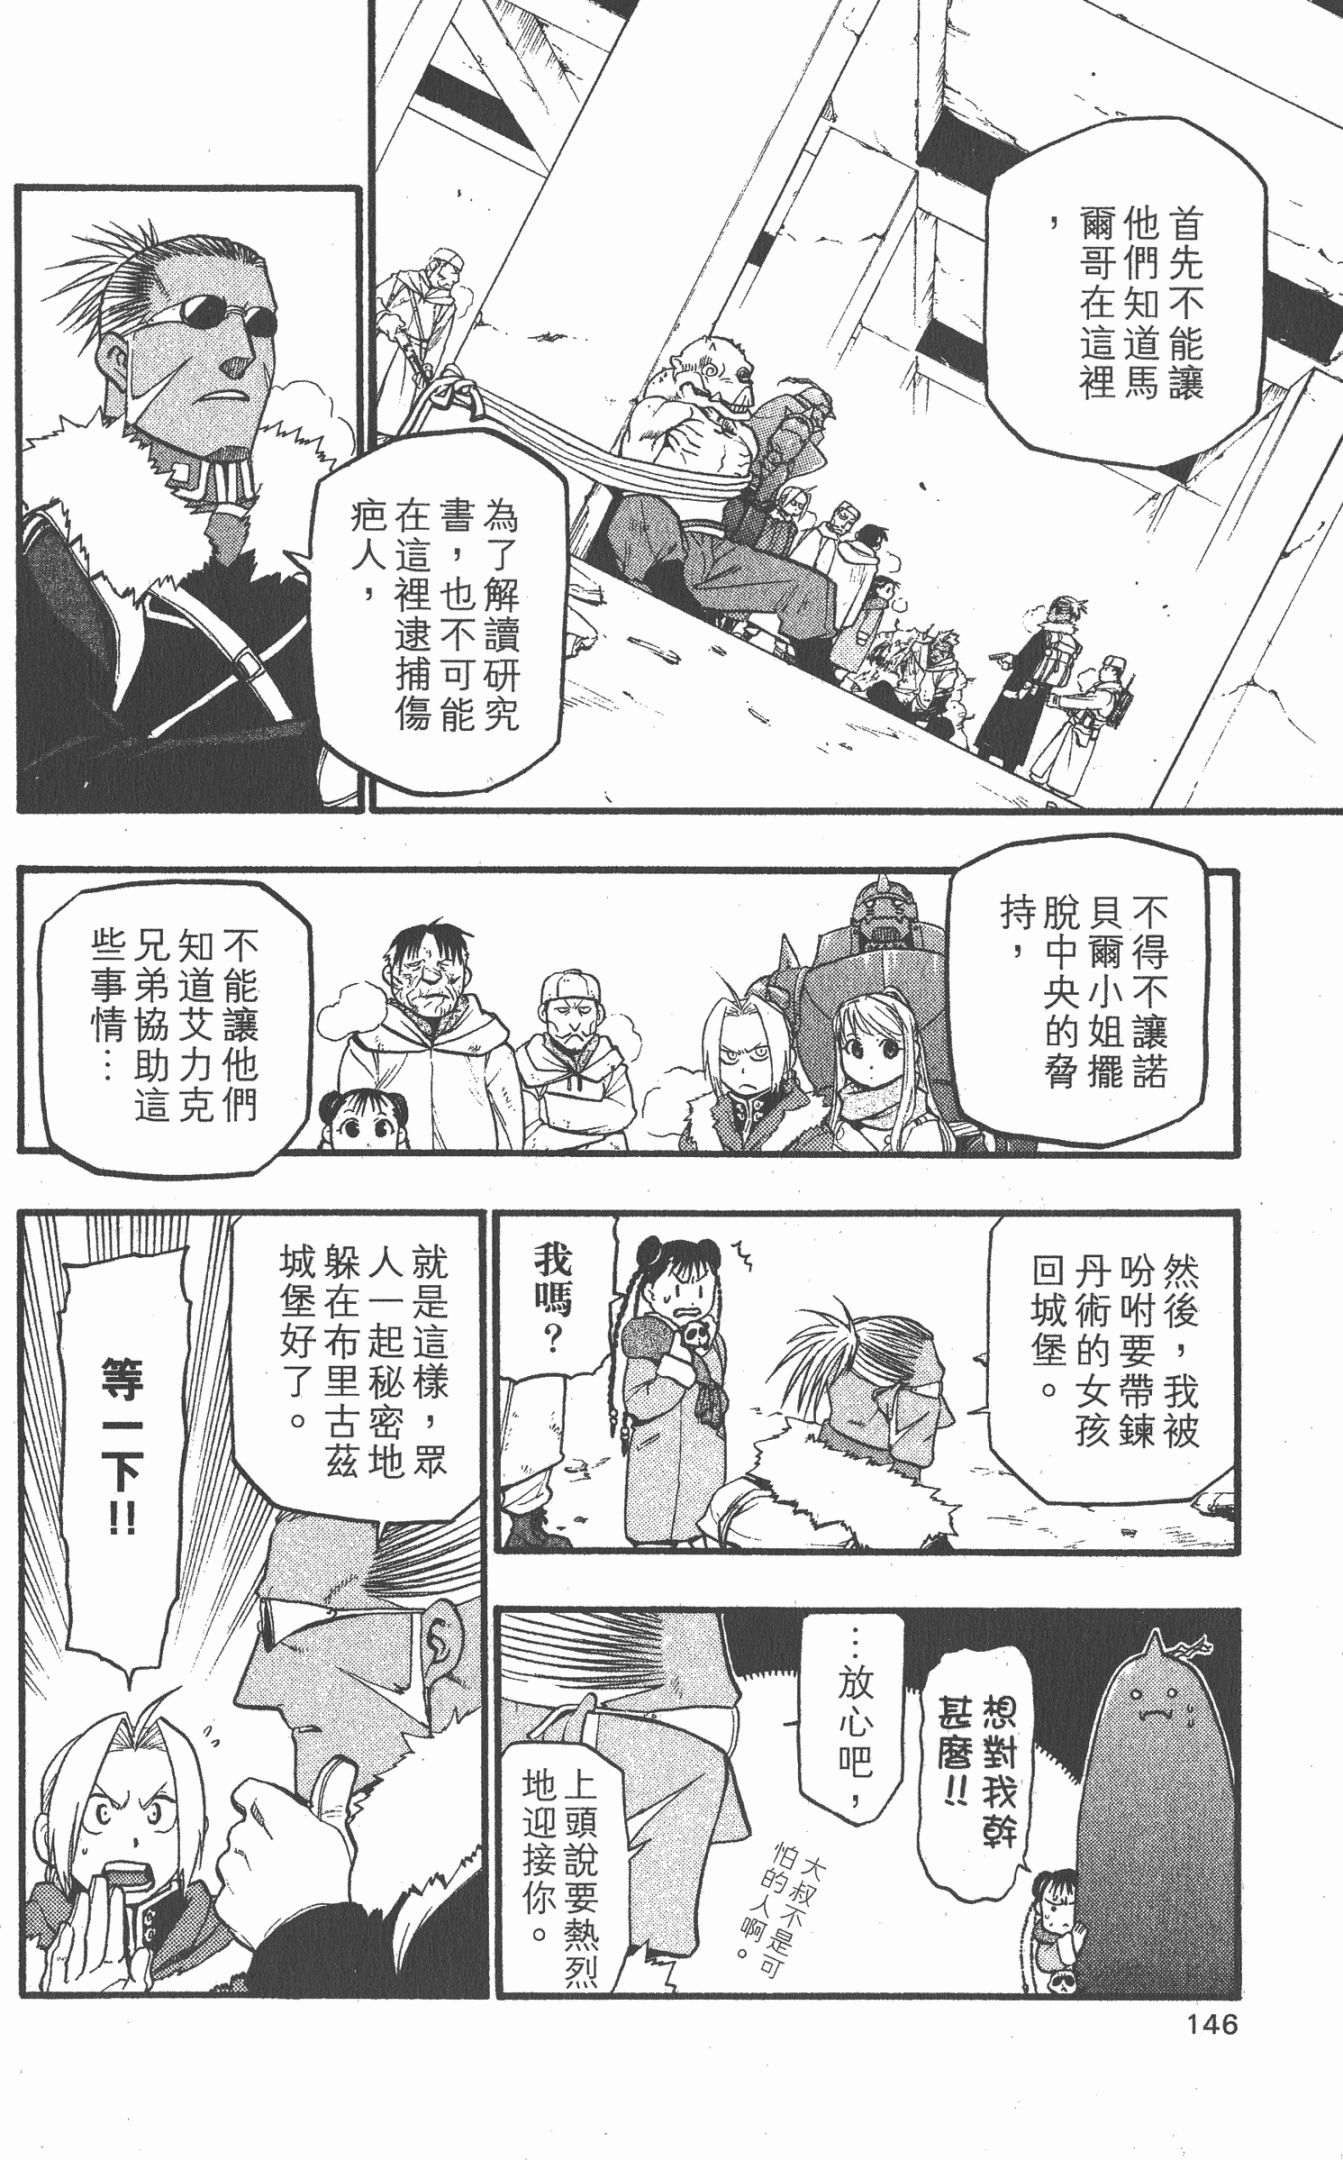 首先不能讓
他們知道馬
爾哥在這裡
，
為了解讀研究
書，也不可能
在這裡逮捕傷
疤人，
不得不讓諾
貝爾小姐擺
脫中央的脅
持，
不能讓他們
知道艾力克
兄弟協助這
些事情…
然後，我被
吩咐要帶鍊
丹術的女孩
回城堡。
我嗎？
想對我幹
甚麼!!
…放心吧，
大叔不是可
怕的人啊。
上頭說要熱烈
地迎接你。
就是這樣，眾
人一起秘密地
躲在布里古茲
城堡好了。
等一下!!
146